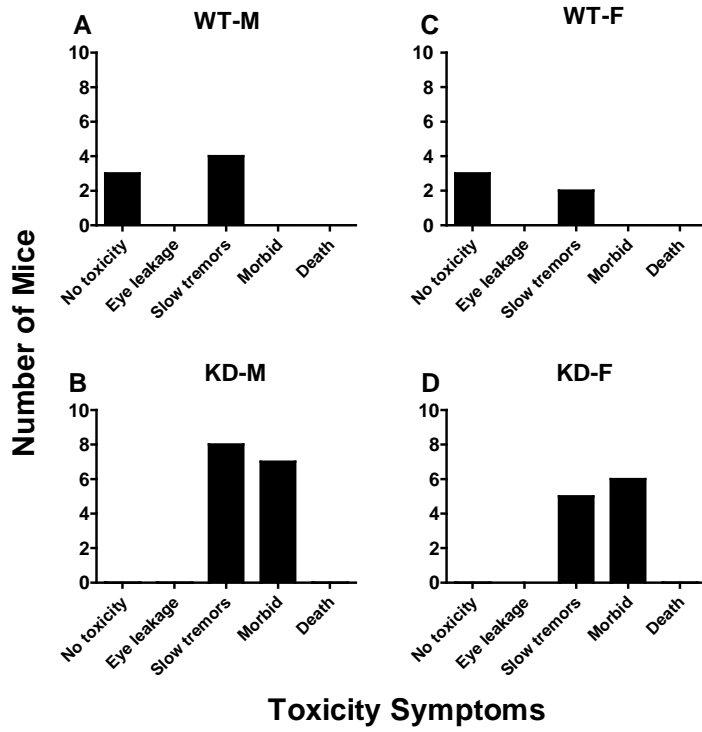 A
WT-M
10
8
6
4
2
0
No toxicity
Eye leakage
Slow tremors
Morbid
Death
C
WT-F
10
8
6
4
2
0
No toxicity
Eye leakage
Slow tremors
Morbid
Death
Number of Mice
B
KD-M
10
8
6
4
2
0
No toxicity
Eye leakage
Slow tremors
Morbid
Death
D
KD-F
10
8
6
4
2
0
No toxicity
Eye leakage
Slow tremors
Morbid
Death
Toxicity Symptoms